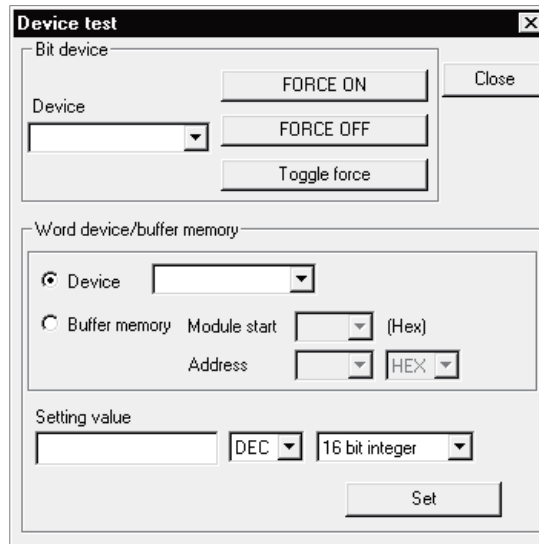 Device test
Bit device
Device
FORCE ON
FORCE OFF
Toggle force
Close
Word device/buffer memory
Device
Buffer memory Module start (Hex)
Address HEX
Setting value
DEC 16 bit integer
Set